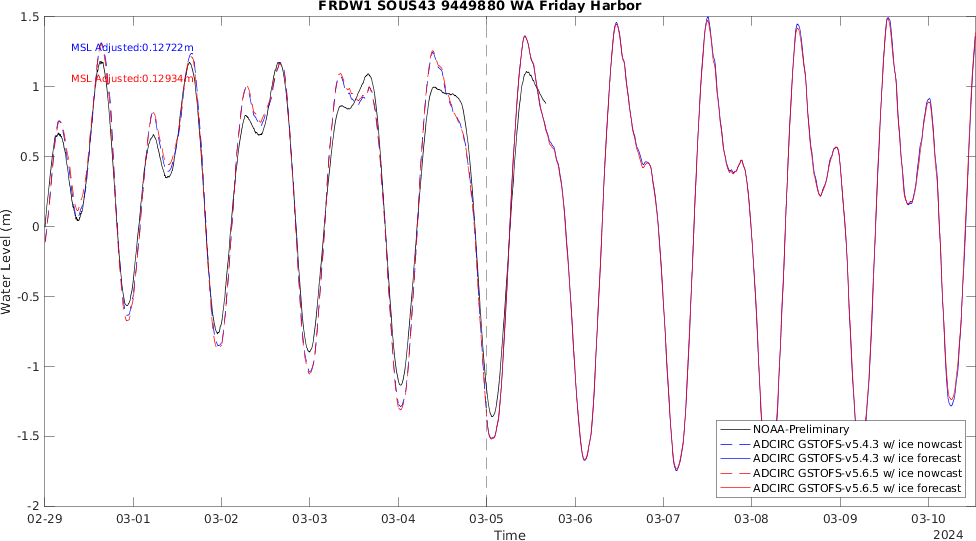 FRDW1 SOUS43 9449880 WA Friday Harbor
1.5
MSL Adjusted:0.12722m
MSL Adjusted:0.12934m
1
0.5
0
-0.5
-1
-1.5
-2
Water Level (m)
NOAA-Preliminary
ADCIRC GSTOFS-v5.4.3 w/ ice nowcast
ADCIRC GSTOFS-v5.4.3 w/ ice forecast
ADCIRC GSTOFS-v5.6.5 w/ ice nowcast
ADCIRC GSTOFS-v5.6.5 w/ ice forecast
02-29 03-01 03-02 03-03 03-04 03-05 03-06 03-07 03-08 03-09 03-10
Time
2024